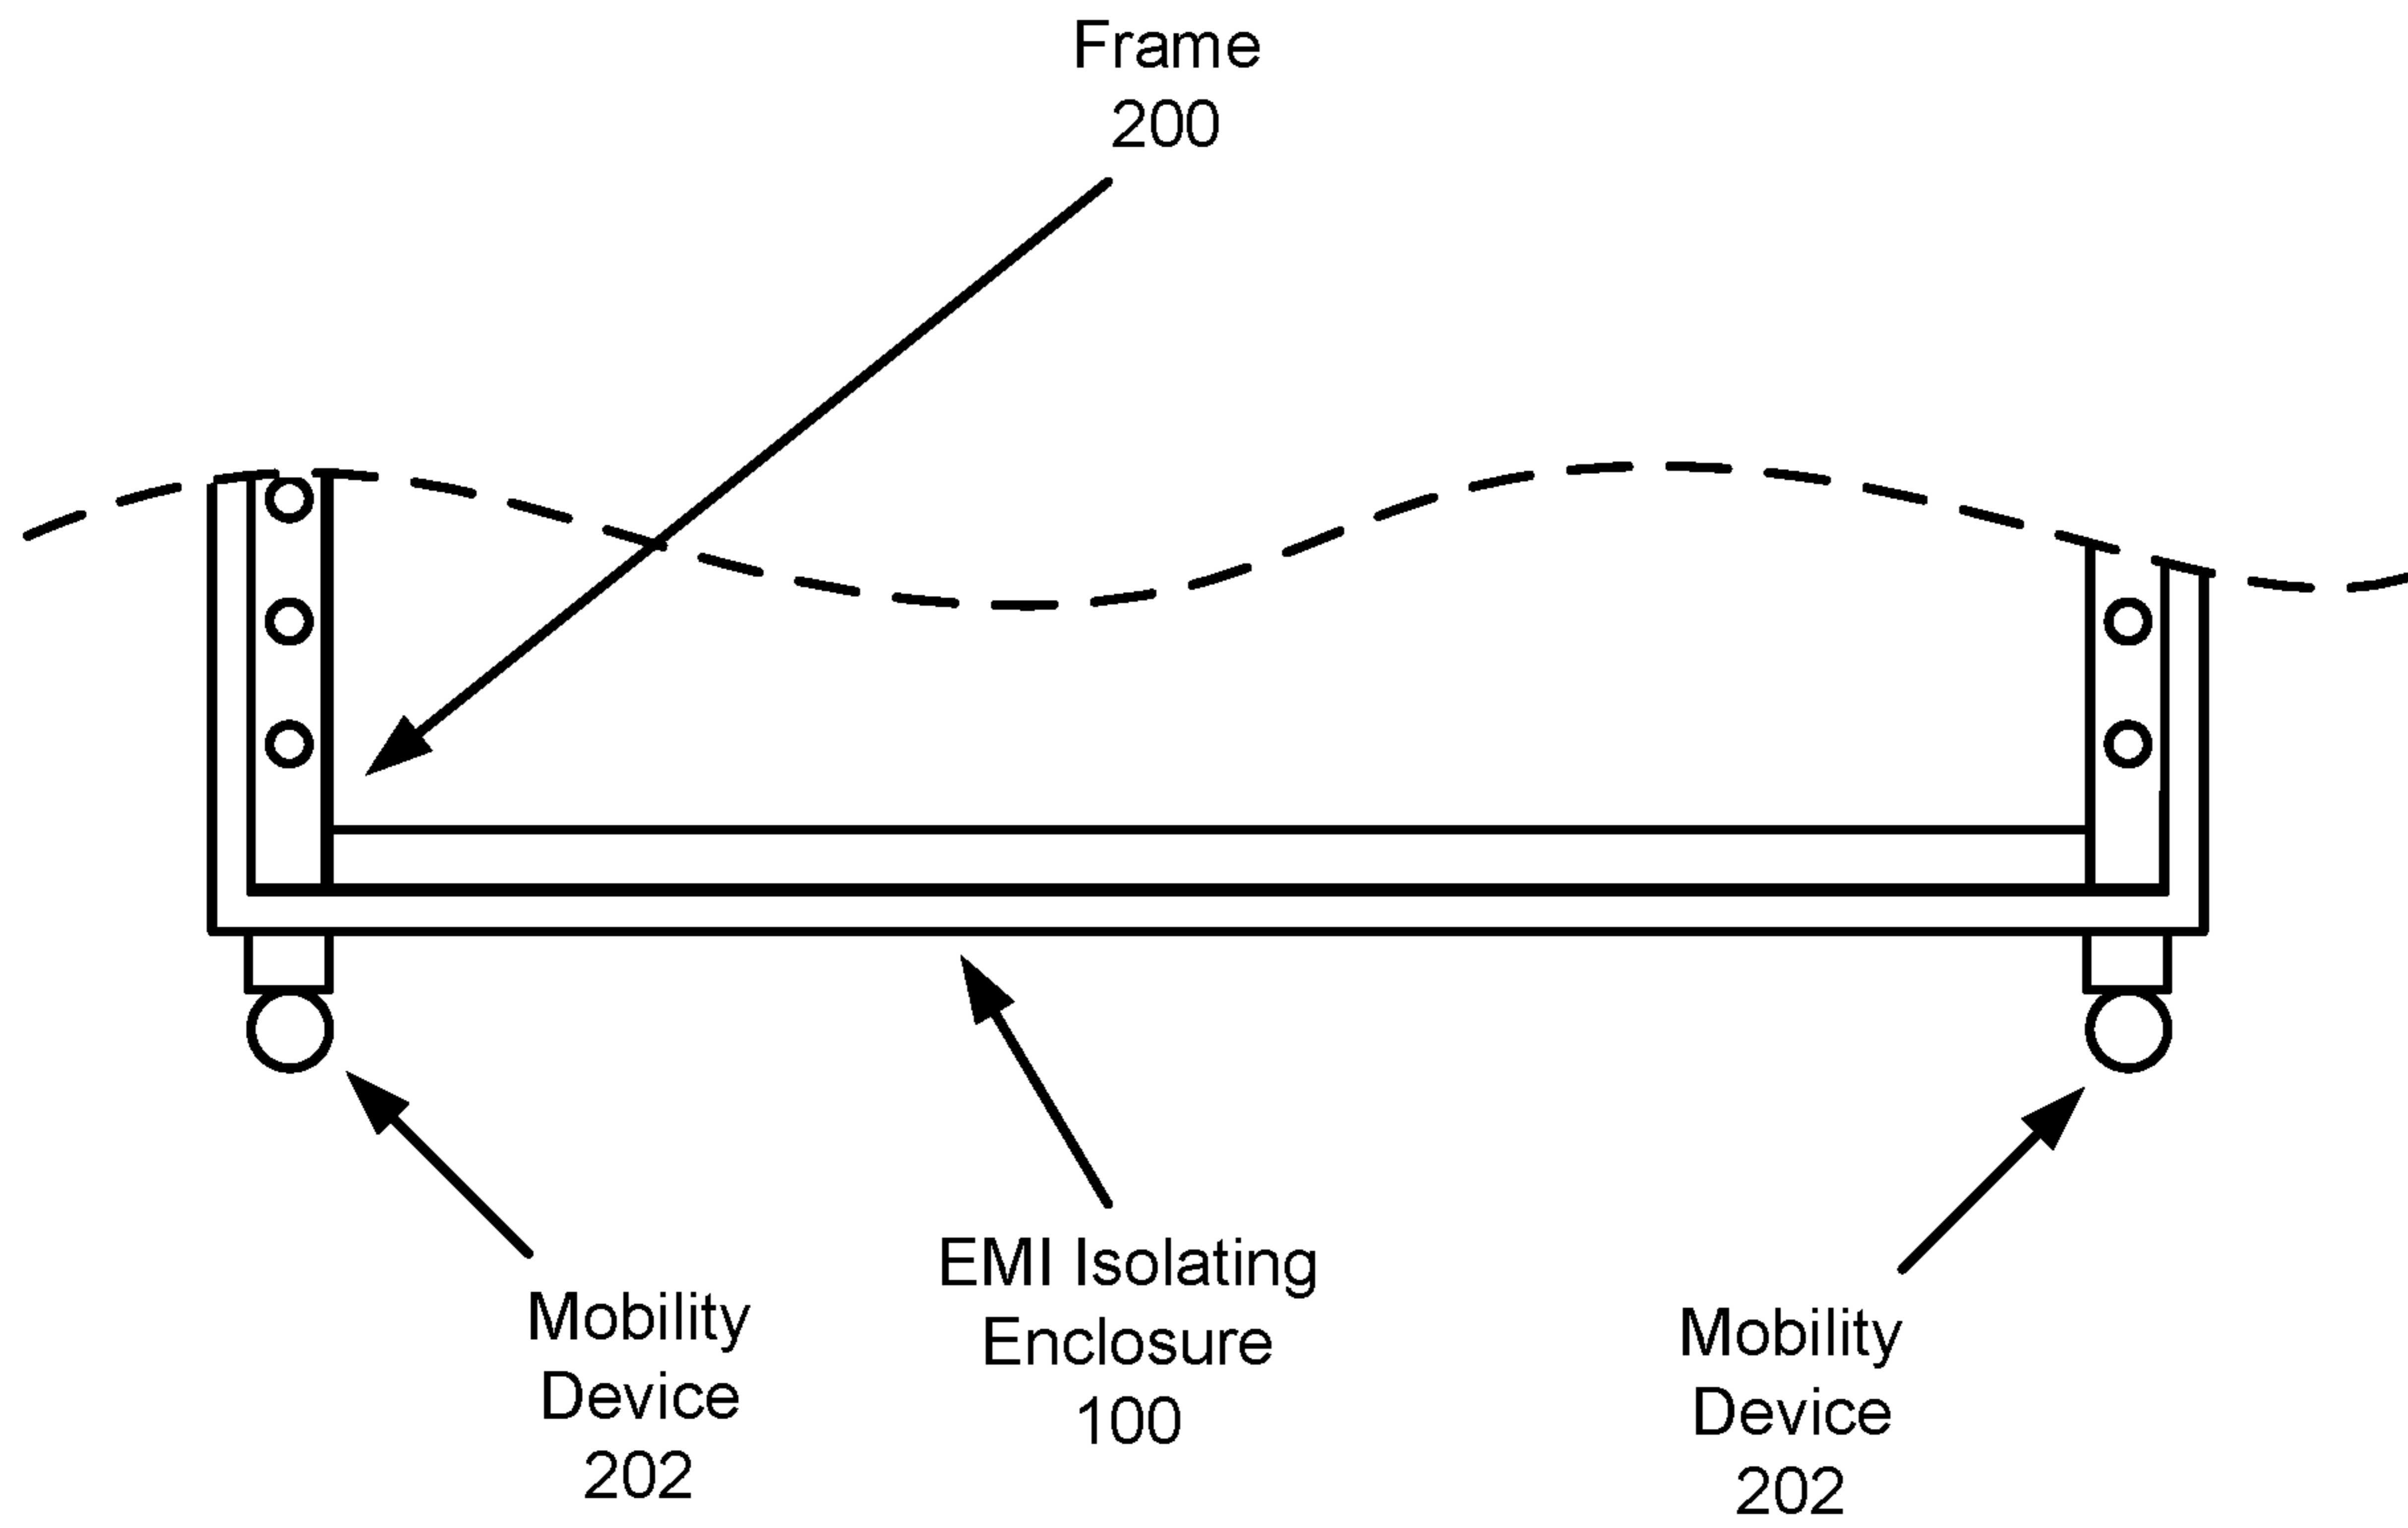 Frame
200
Mobility
Device
202
EMI Isolating
Enclosure
100
Mobility
Device
202